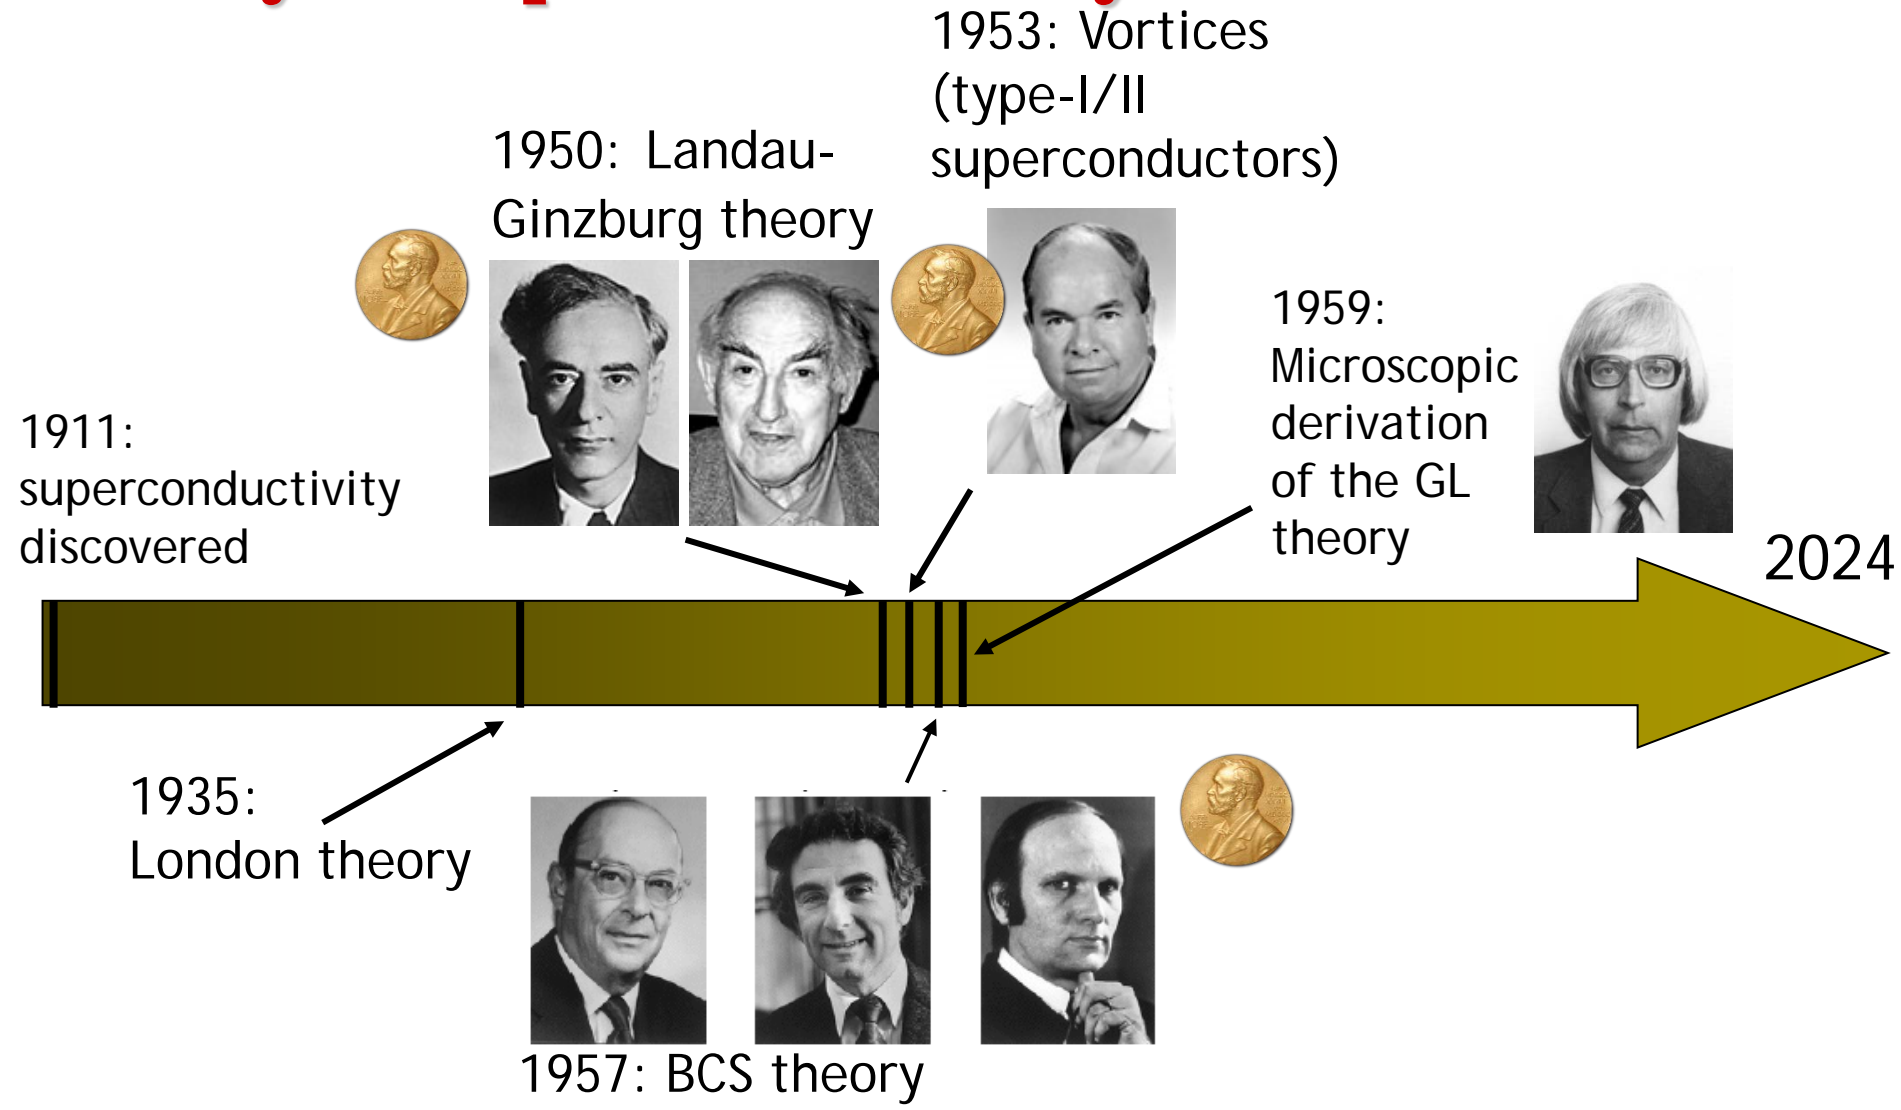 1953: Vortices
(type-I/II
superconductors)
1950: Landau-
Ginzburg theory
1959:
Microscopic
derivation
of the GL
theory
1911:
superconductivity
discovered
2024
1935:
London theory
1957: BCS theory